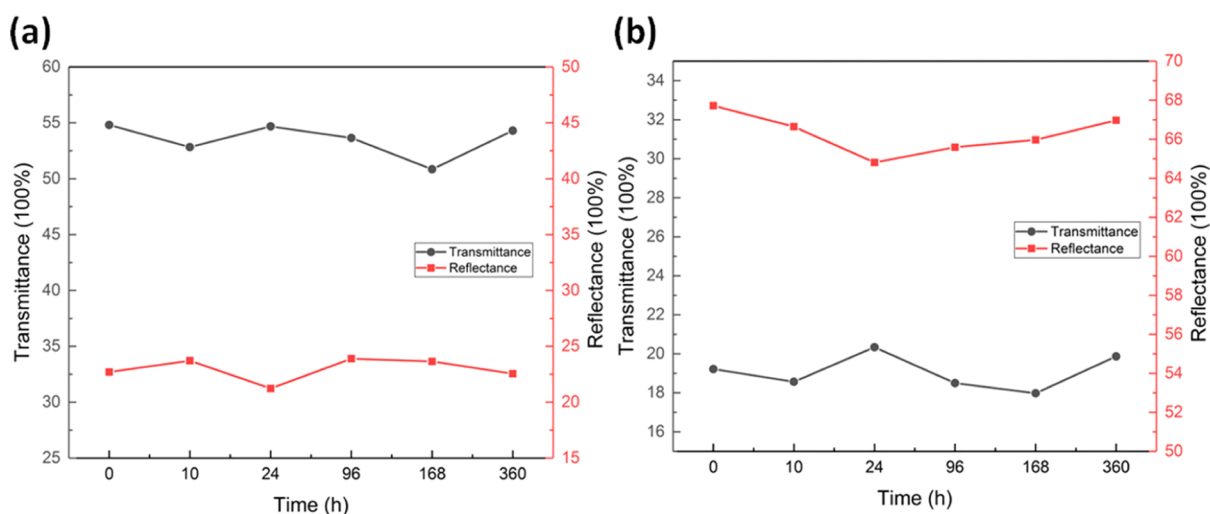 (a)
60
55
50
45
40
35
30
25
Transmittance (100%)
50
45
40
35
30
25
20
15
Reflectance (100%)
Transmittance
Reflectance
0 10 24 96 168 360
Time (h)
(b)
34
32
30
28
26
24
22
20
18
16
Transmittance (100%)
70
68
66
64
62
60
58
56
54
52
50
Reflectance (100%)
Transmittance
Reflectance
0 10 24 96 168 360
Time (h)